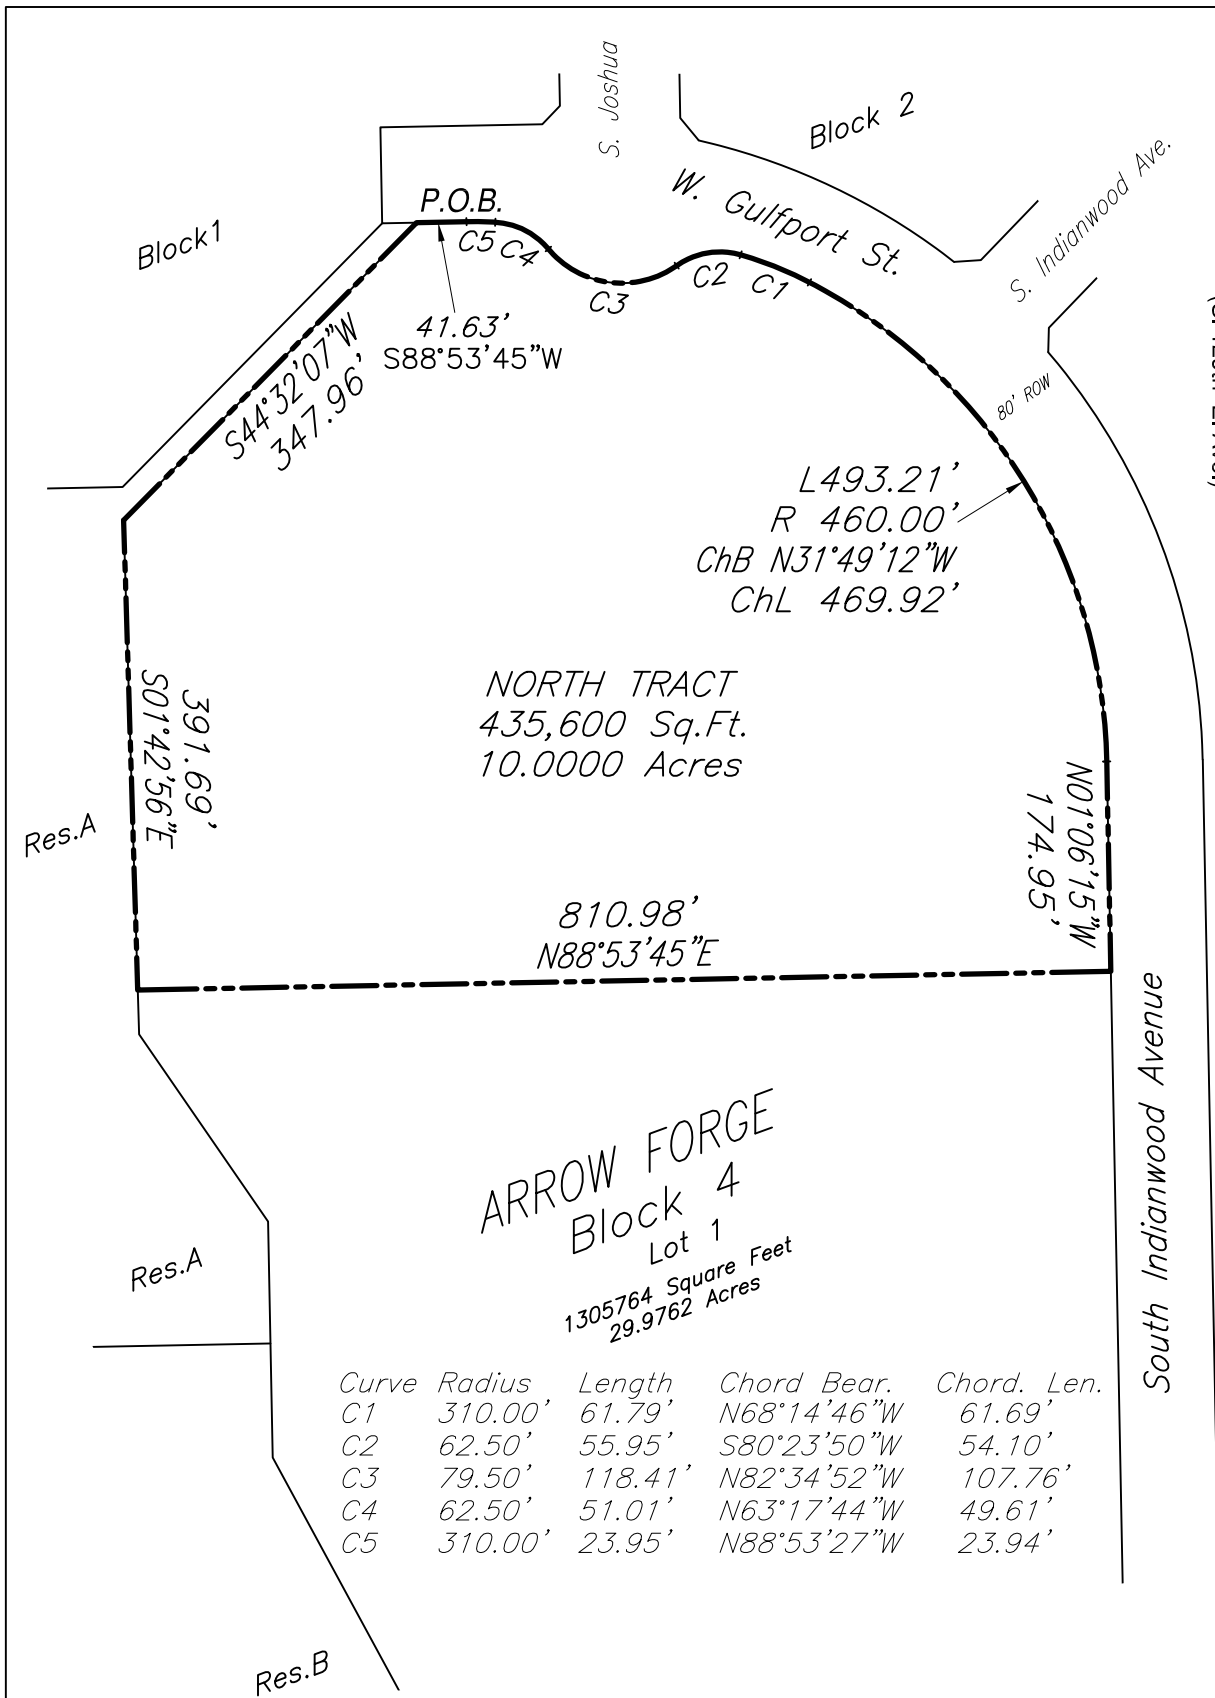 S. Joshua
Block 2
W. Gulfport St.
S. Indianwood Ave.
P.O.B.
Block1
C5
C4
C3
C2
C1
41.63'
S88°53'45"W
S44°32'07"W
347.96'
80' ROW
L493.21'
R 460.00'
ChB N31°49'12"W
ChL 469.92'
NORTH TRACT
435,600 Sq.Ft.
10.0000 Acres
391.69'
S01°42'56"E
Res.A
N01°06'15"W
174.95'
810.98'
N88°53'45"E
South Indianwood Avenue
ARROW FORGE
Block 4
Lot 1
1305764 Square Feet
29.9762 Acres
Res.A
Curve Radius Length Chord Bear. Chord. Len.
C1 310.00' 61.79' N68°14'46"W 61.69'
C2 62.50' 55.95' S80°23'50"W 54.10'
C3 79.50' 118.41' N82°34'52"W 107.76'
C4 62.50' 51.01' N63°17'44"W 49.61'
C5 310.00' 23.95' N88°53'27"W 23.94'
Res.B